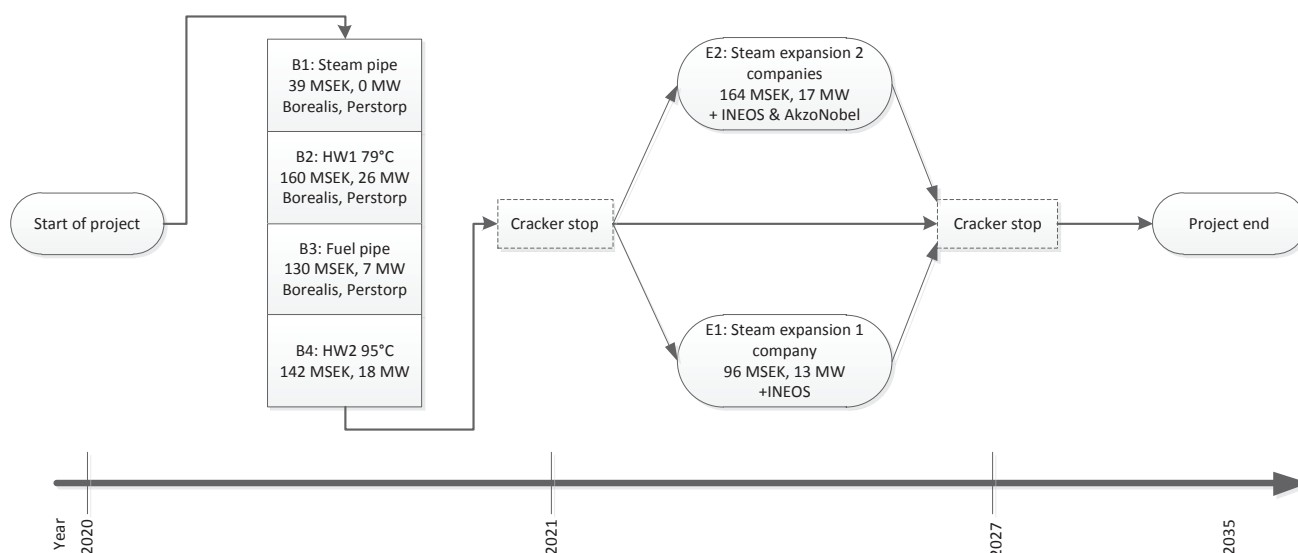 Start of project
B1: Steam pipe
39 MSEK, 0 MW
Borealis, Perstorp
B2: HW1 79°C
160 MSEK, 26 MW
Borealis, Perstorp
B3: Fuel pipe
130 MSEK, 7 MW
Borealis, Perstorp
B4: HW2 95°C
142 MSEK, 18 MW
Cracker stop
E2: Steam expansion 2
companies
164 MSEK, 17 MW
+ INEOS & AkzoNobel
E1: Steam expansion 1
company
96 MSEK, 13 MW
+INEOS
Cracker stop
Project end
Year
2020
2021
2027
2035